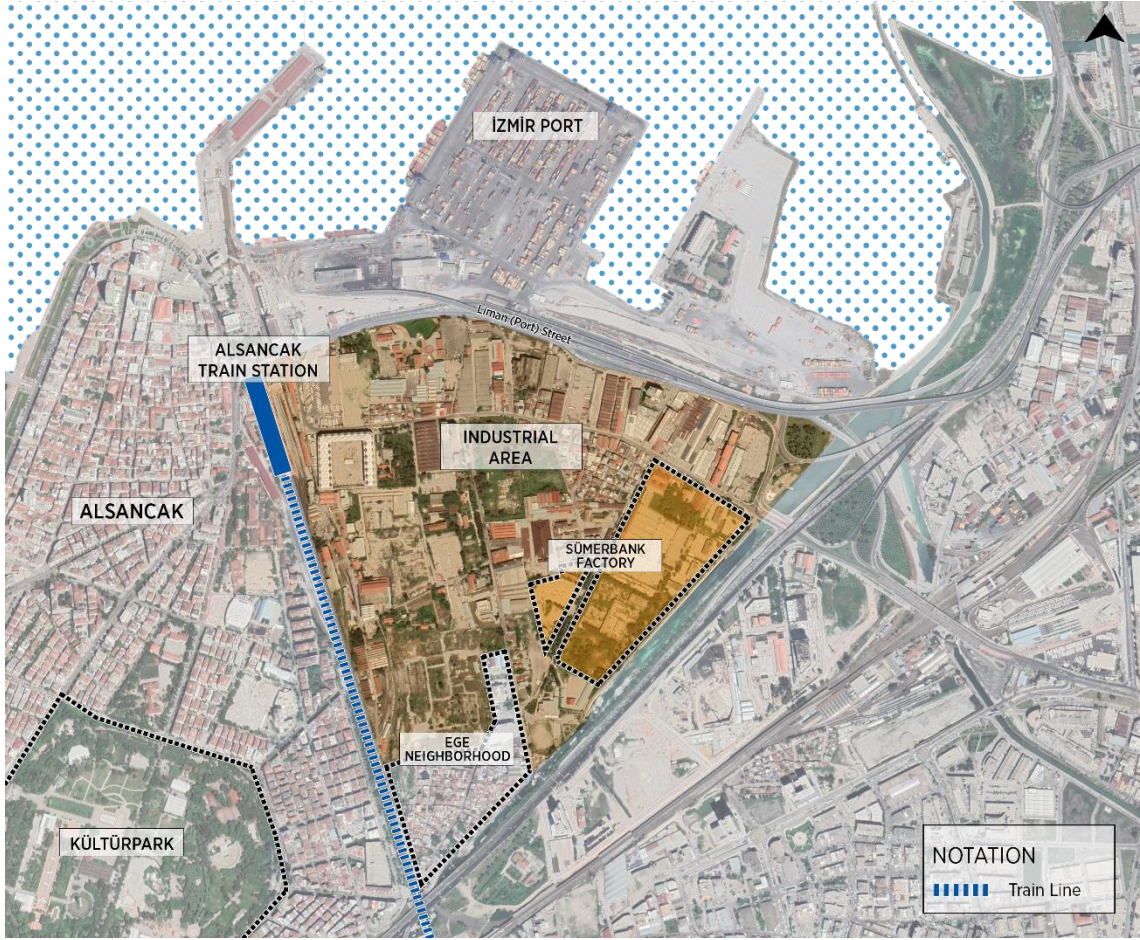 İZMİR PORT
Liman (Port) Street
ALSANCAK
TRAIN STATION
INDUSTRIAL
AREA
ALSANCAK
SÜMERBANK
FACTORY
EGE
NEIGHBORHOOD
KÜLTÜRPARK
NOTATION
Train Line